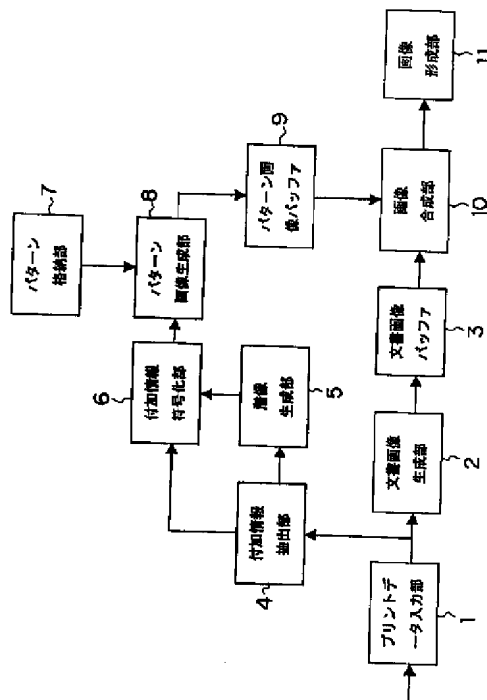 プリントデ
ータ入力部
1
文書画像
生成部
2
文書画像
バッファ
3
付加情報
抽出部
4
潜像
生成部
5
付加情報
符号化部
6
パターン
格納部
7
パターン
画像生成部
8
パターン画
像バッファ
9
画像
合成部
10
画像
形成部
11